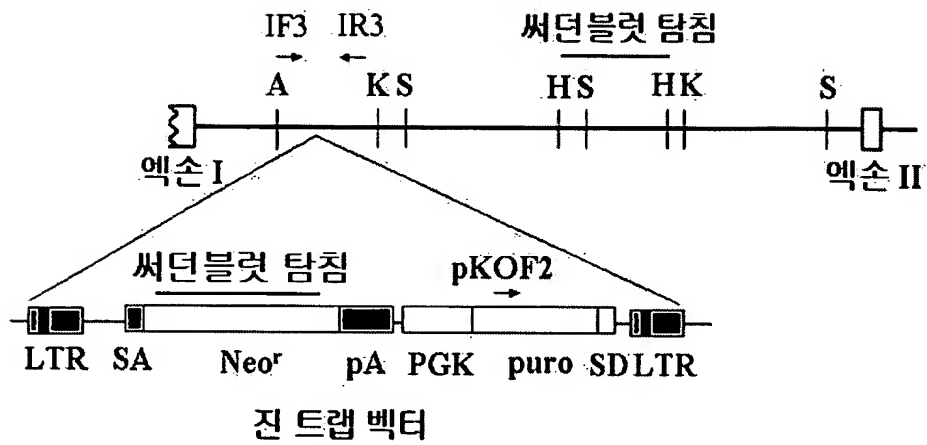 IF3 IR3 써던블럿 탐침
A K S H S H K S
엑손 I 엑손 II
써던블럿 탐침 pKOF2
LTR SA Neoʳ pA PGK puro SD LTR
진 트랩 벡터